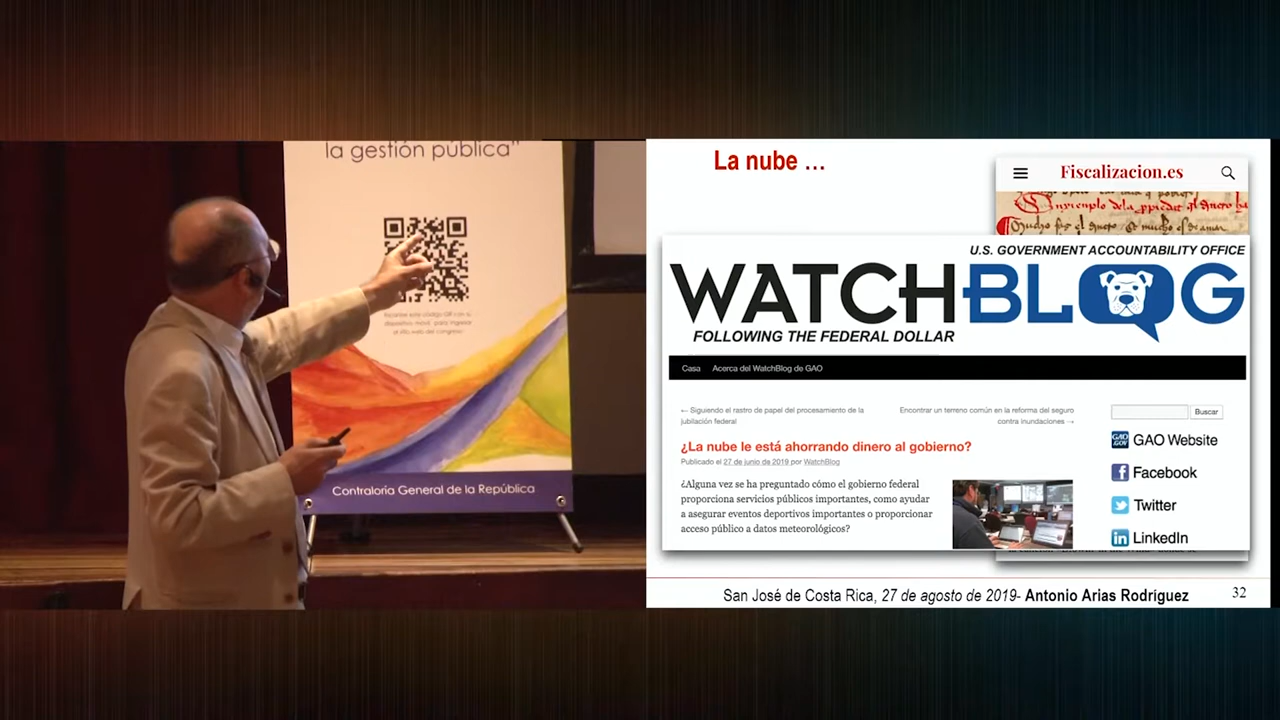 la gestión pública"
Contraloría General de la República
La nube …
Fiscalizacion.es
U.S. GOVERNMENT ACCOUNTABILITY OFFICE
WATCHBLOG
FOLLOWING THE FEDERAL DOLLAR
Casa Acerca del WatchBlog de GAO
← Siguiendo el rastro de papel del procesamiento de la
jubilación federal
Encontrar un terreno común en la reforma del seguro
contra inundaciones →
¿La nube le está ahorrando dinero al gobierno?
Publicado el 27 de junio de 2019 por WatchBlog
¿Alguna vez se ha preguntado cómo el gobierno federal
proporciona servicios públicos importantes, como ayudar
a asegurar eventos deportivos importantes o proporcionar
acceso público a datos meteorológicos?
Buscar
GAO Website
Facebook
Twitter
LinkedIn
San José de Costa Rica, 27 de agosto de 2019- Antonio Arias Rodríguez
32